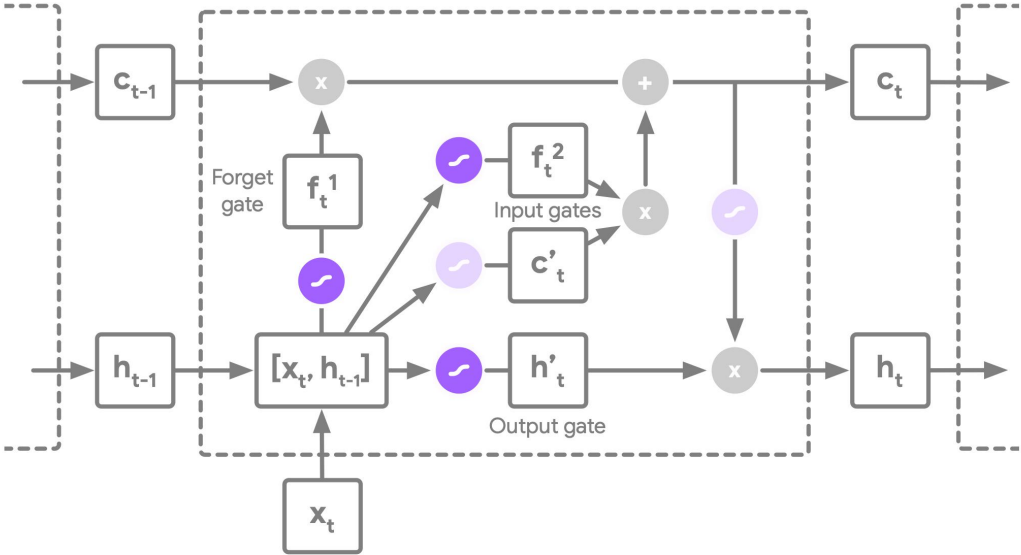 c_t-1
x
+
c_t
Forget
gate
f_t^1
f_t^2
Input gates
x
c'_t
h_t-1
[x_t, h_t-1]
h'_t
x
h_t
Output gate
x_t